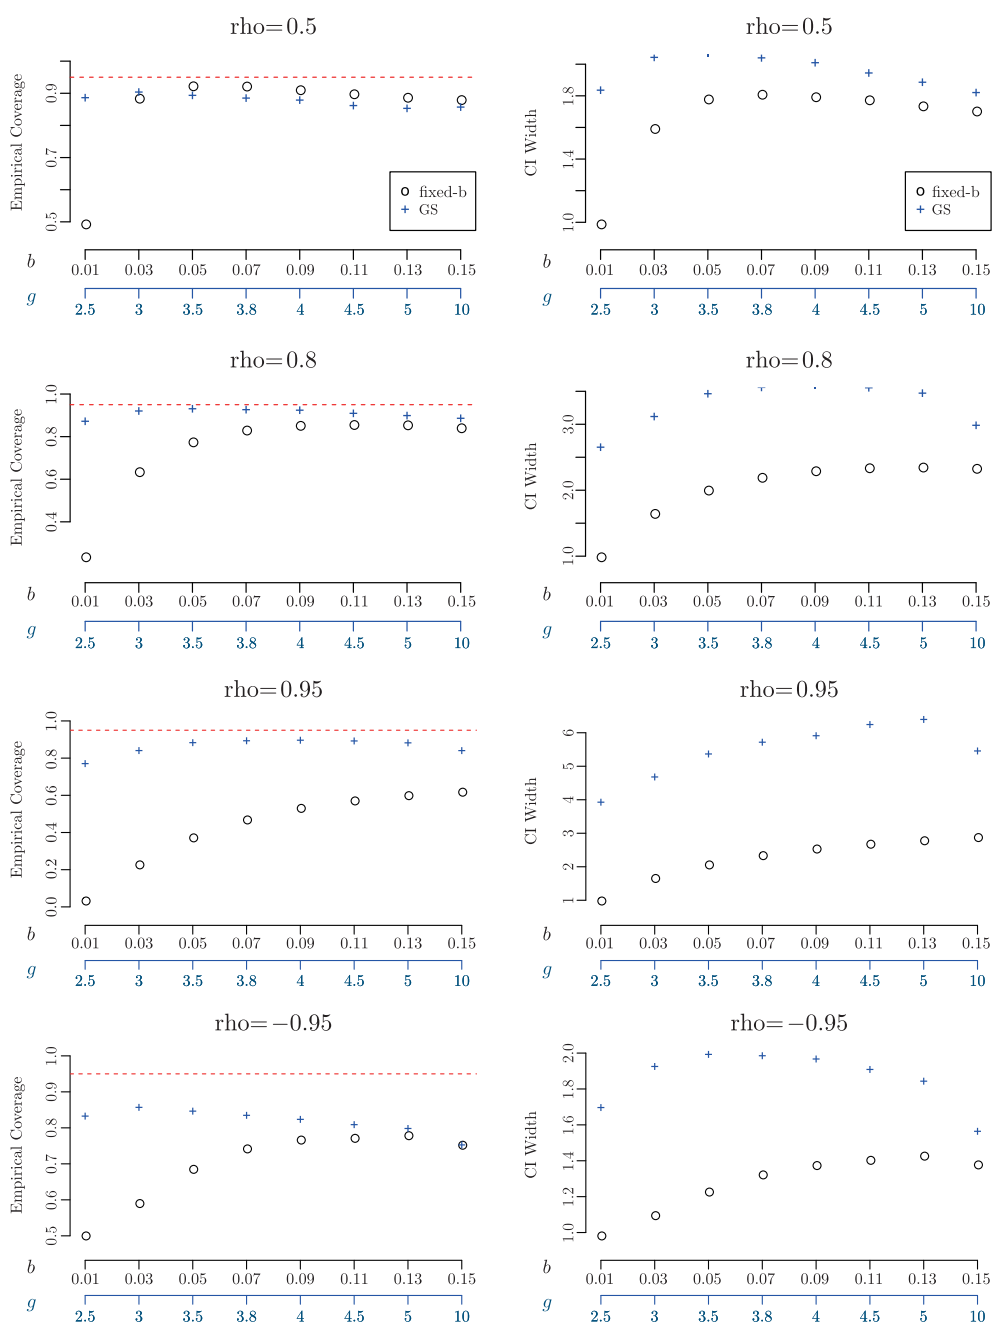 rho=0.5
Empirical Coverage
0.5 0.7 0.9
fixed-b
GS
b 0.01 0.03 0.05 0.07 0.09 0.11 0.13 0.15
g 2.5 3 3.5 3.8 4 4.5 5 10
rho=0.5
CI Width
1.0 1.4 1.8
fixed-b
GS
b 0.01 0.03 0.05 0.07 0.09 0.11 0.13 0.15
g 2.5 3 3.5 3.8 4 4.5 5 10
rho=0.8
Empirical Coverage
0.4 0.6 0.8 1.0
b 0.01 0.03 0.05 0.07 0.09 0.11 0.13 0.15
g 2.5 3 3.5 3.8 4 4.5 5 10
rho=0.8
CI Width
1.0 2.0 3.0
b 0.01 0.03 0.05 0.07 0.09 0.11 0.13 0.15
g 2.5 3 3.5 3.8 4 4.5 5 10
rho=0.95
Empirical Coverage
0.0 0.2 0.4 0.6 0.8 1.0
b 0.01 0.03 0.05 0.07 0.09 0.11 0.13 0.15
g 2.5 3 3.5 3.8 4 4.5 5 10
rho=0.95
CI Width
1 2 3 4 5 6
b 0.01 0.03 0.05 0.07 0.09 0.11 0.13 0.15
g 2.5 3 3.5 3.8 4 4.5 5 10
rho=−0.95
Empirical Coverage
0.5 0.6 0.7 0.8 0.9 1.0
b 0.01 0.03 0.05 0.07 0.09 0.11 0.13 0.15
g 2.5 3 3.5 3.8 4 4.5 5 10
rho=−0.95
CI Width
1.0 1.2 1.4 1.6 1.8 2.0
b 0.01 0.03 0.05 0.07 0.09 0.11 0.13 0.15
g 2.5 3 3.5 3.8 4 4.5 5 10